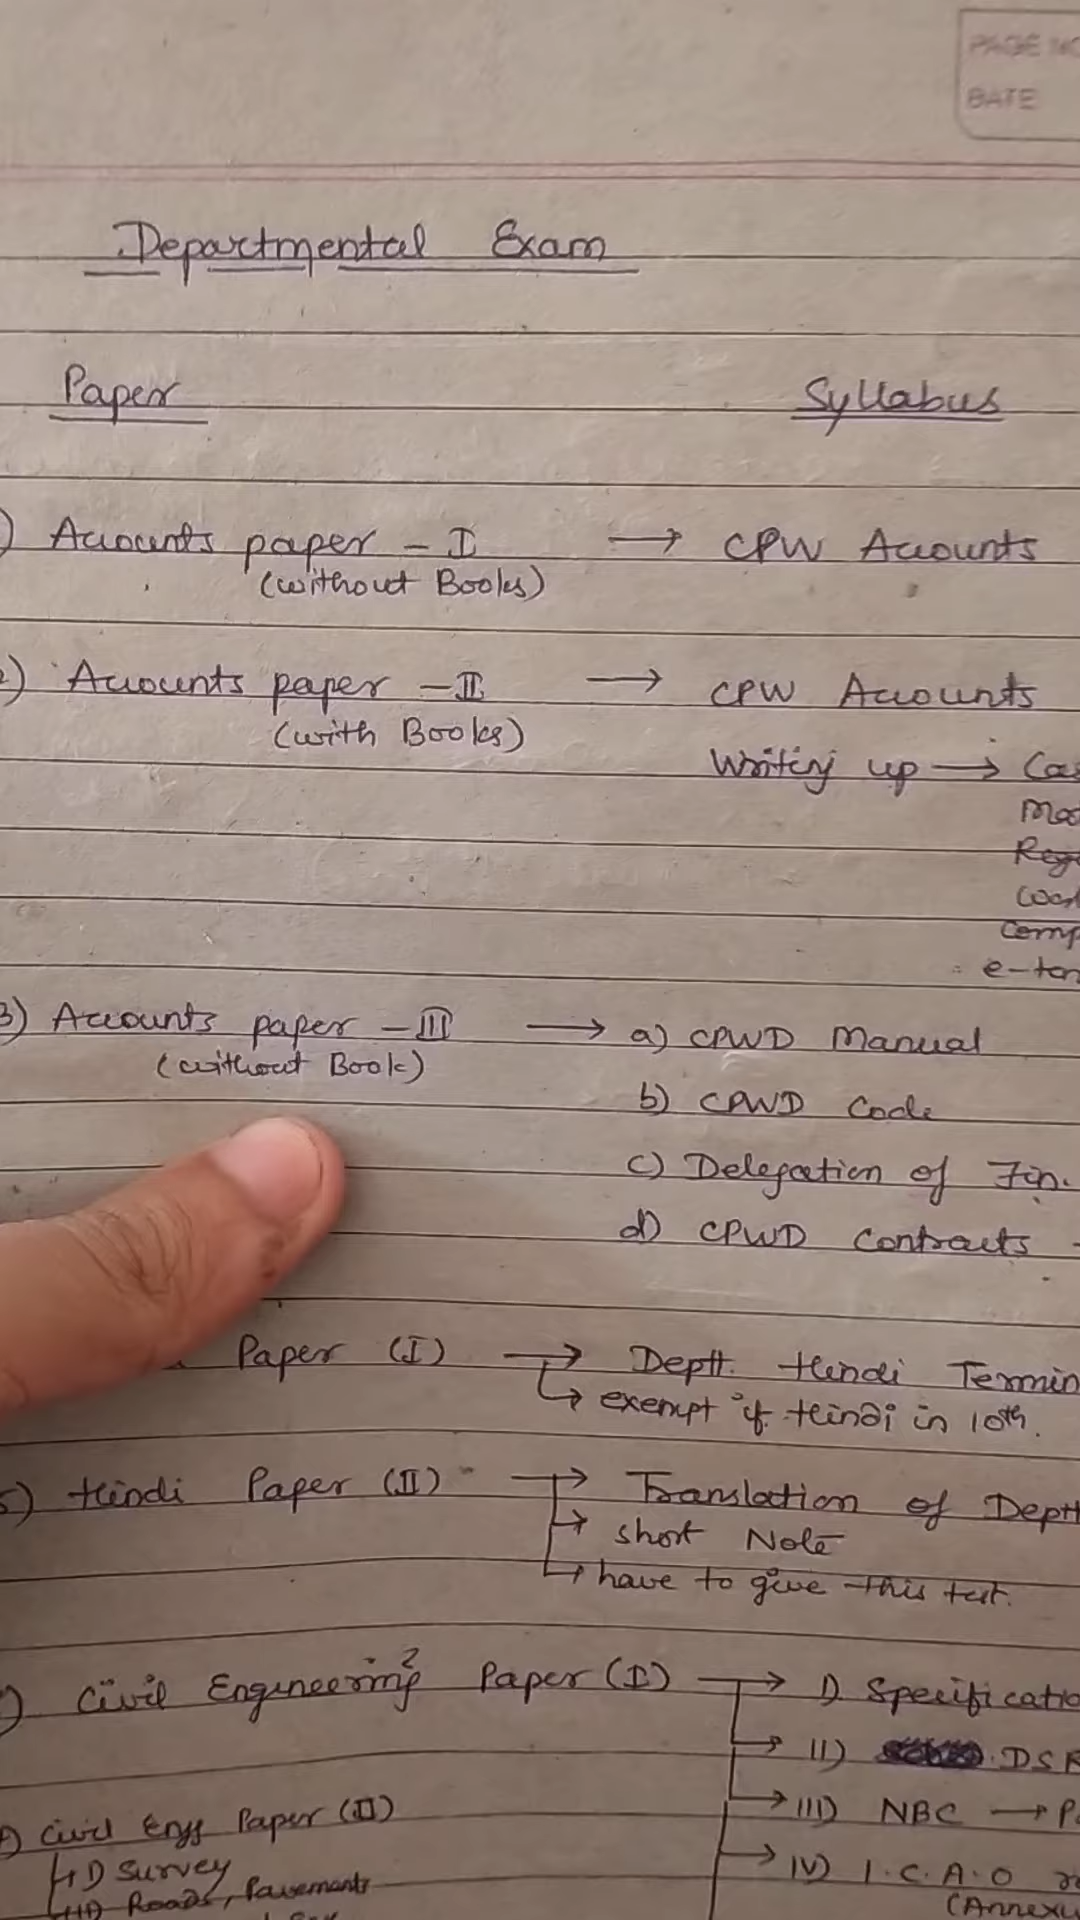 PAGE NO
DATE
Departmental Exam
Paper Syllabus
) Accounts paper - I → CPW Accounts
(without Books)
2) Accounts paper - II → CPW Accounts
(with Books)
Writing up →
e-ten
3) Accounts paper - III → a) CPWD Manual
(without Book)
b) CPWD Code
c) Delegation of Fin.
d) CPWD Contracts -
Paper (I) → Deptt. Hindi Termin
→ exempt if Hindi in 10th.
5) Hindi Paper (II) → Translation of Deptt
→ short Note
→ have to give this test.
) Civil Engineering Paper (I) → I) Specificatio
→ II) DSR
→ III) NBC →
) Civil Engg Paper (II)
→ IV) I.C.A.O
I) Survey
II) Roads, Pavements
(Annexu